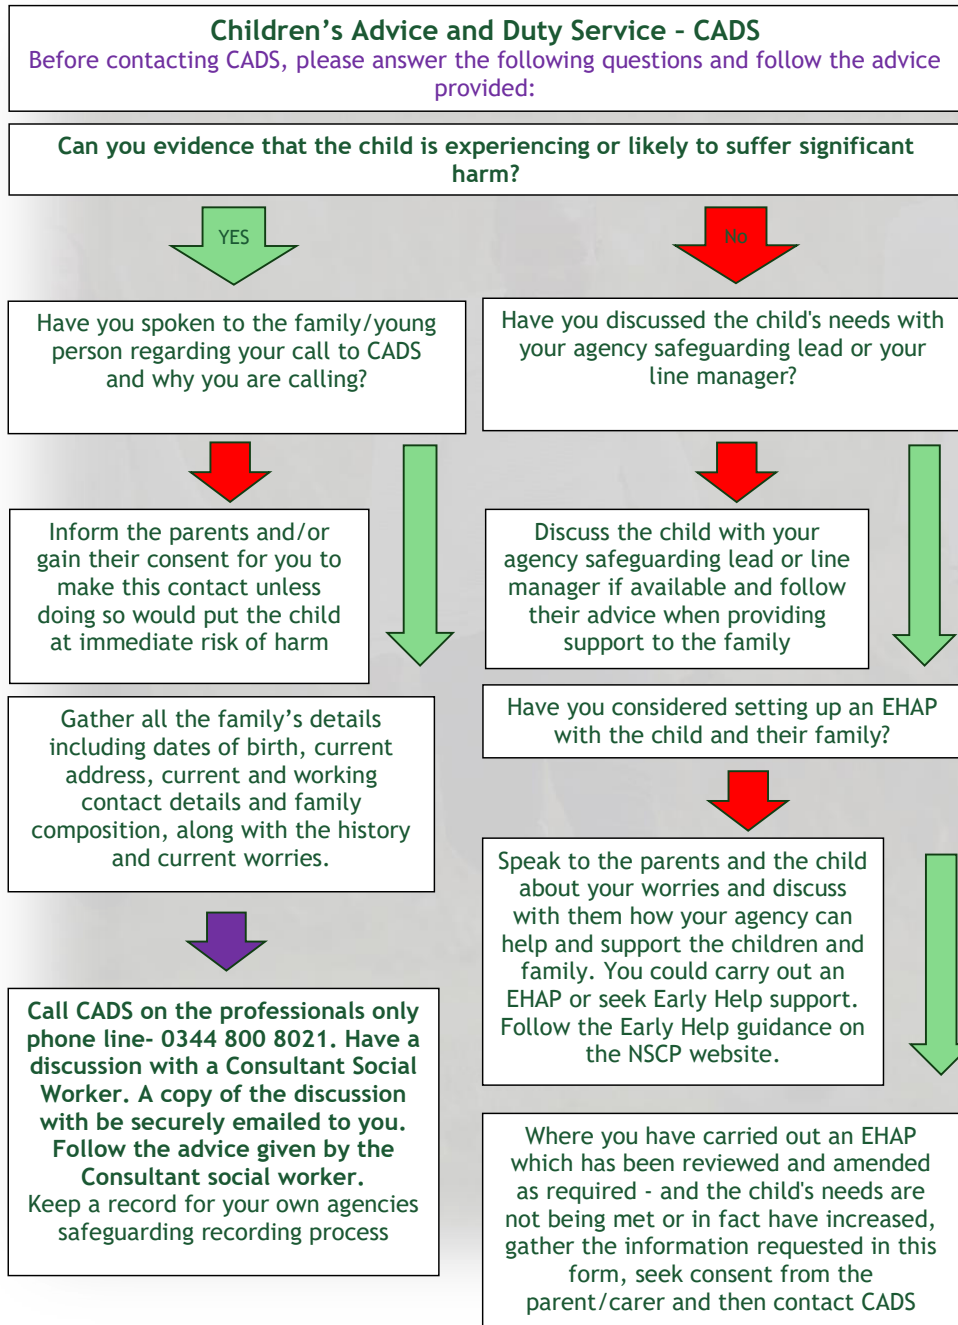 Children's Advice and Duty Service - CADS
Before contacting CADS, please answer the following questions and follow the advice
provided:
Can you evidence that the child is experiencing or likely to suffer significant
harm?
YES
No
Have you spoken to the family/young
person regarding your call to CADS
and why you are calling?
Have you discussed the child's needs with
your agency safeguarding lead or your
line manager?
Inform the parents and/or
gain their consent for you to
make this contact unless
doing so would put the child
at immediate risk of harm
Discuss the child with your
agency safeguarding lead or line
manager if available and follow
their advice when providing
support to the family
Gather all the family's details
including dates of birth, current
address, current and working
contact details and family
composition, along with the history
and current worries.
Have you considered setting up an EHAP
with the child and their family?
Speak to the parents and the child
about your worries and discuss
with them how your agency can
help and support the children and
family. You could carry out an
EHAP or seek Early Help support.
Follow the Early Help guidance on
the NSCP website.
Call CADS on the professionals only
phone line- 0344 800 8021. Have a
discussion with a Consultant Social
Worker. A copy of the discussion
with be securely emailed to you.
Follow the advice given by the
Consultant social worker.
Keep a record for your own agencies
safeguarding recording process
Where you have carried out an EHAP
which has been reviewed and amended
as required - and the child's needs are
not being met or in fact have increased,
gather the information requested in this
form, seek consent from the
parent/carer and then contact CADS